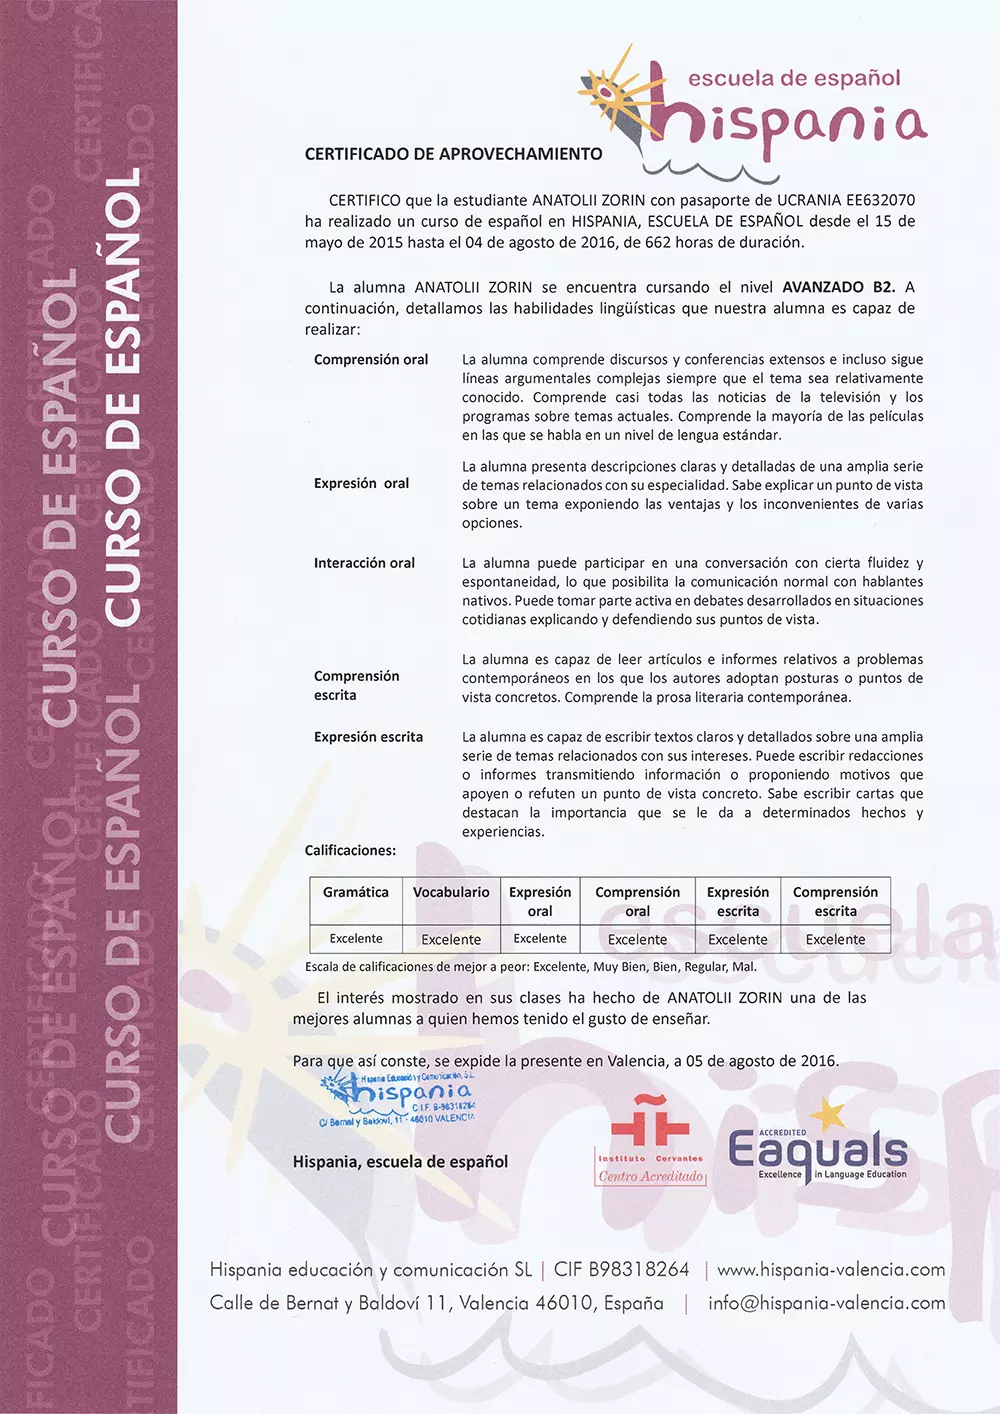 escuela de español
hispania
CERTIFICADO DE APROVECHAMIENTO
CERTIFICO que la estudiante ANATOLII ZORIN con pasaporte de UCRANIA EE632070
ha realizado un curso de español en HISPANIA, ESCUELA DE ESPAÑOL desde el 15 de
mayo de 2015 hasta el 04 de agosto de 2016, de 662 horas de duración.
La alumna ANATOLII ZORIN se encuentra cursando el nivel AVANZADO B2. A
continuación, detallamos las habilidades lingüísticas que nuestra alumna es capaz de
realizar:
Comprensión oral
La alumna comprende discursos y conferencias extensos e incluso sigue
líneas argumentales complejas siempre que el tema sea relativamente
conocido. Comprende casi todas las noticias de la televisión y los
programas sobre temas actuales. Comprende la mayoría de las películas
en las que se habla en un nivel de lengua estándar.
Expresión oral
La alumna presenta descripciones claras y detalladas de una amplia serie
de temas relacionados con su especialidad. Sabe explicar un punto de vista
sobre un tema exponiendo las ventajas y los inconvenientes de varias
opciones.
Interacción oral
La alumna puede participar en una conversación con cierta fluidez y
espontaneidad, lo que posibilita la comunicación normal con hablantes
nativos. Puede tomar parte activa en debates desarrollados en situaciones
cotidianas explicando y defendiendo sus puntos de vista.
Comprensión
escrita
La alumna es capaz de leer artículos e informes relativos a problemas
contemporáneos en los que los autores adoptan posturas o puntos de
vista concretos. Comprende la prosa literaria contemporánea.
Expresión escrita
La alumna es capaz de escribir textos claros y detallados sobre una amplia
serie de temas relacionados con sus intereses. Puede escribir redacciones
o informes transmitiendo información o proponiendo motivos que
apoyen o refuten un punto de vista concreto. Sabe escribir cartas que
destacan la importancia que se le da a determinados hechos y
experiencias.
Calificaciones:
Gramática Vocabulario Expresión oral Comprensión oral Expresión escrita Comprensión escrita
Excelente Excelente Excelente Excelente Excelente Excelente
Escala de calificaciones de mejor a peor: Excelente, Muy Bien, Bien, Regular, Mal.
El interés mostrado en sus clases ha hecho de ANATOLII ZORIN una de las
mejores alumnas a quien hemos tenido el gusto de enseñar.
Para que así conste, se expide la presente en Valencia, a 05 de agosto de 2016.
Hispania Educación y Comunicación, S.L.
hispania
C.I.F. B-98318264
C/ Bernat y Baldoví, 11 - 46010 VALENCIA
Hispania, escuela de español
Instituto Cervantes
Centro Acreditado
ACCREDITED
Eaquals
Excellence in Language Education
Hispania educación y comunicación SL | CIF B98318264 | www.hispania-valencia.com
Calle de Bernat y Baldoví 11, Valencia 46010, España | info@hispania-valencia.com
CURSO DE ESPAÑOL CURSO DE ESPAÑOL
CURSO DE ESPAÑOL CURSO DE ESPAÑOL
CERTIFICADO CERTIFICADO CERTIFICADO
escuela
hisp